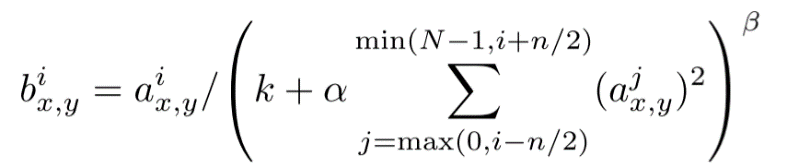 b^i_{x,y} = a^i_{x,y} / \left( k + \alpha \sum_{j=\max(0,i-n/2)}^{\min(N-1,i+n/2)} (a^j_{x,y})^2 \right)^\beta